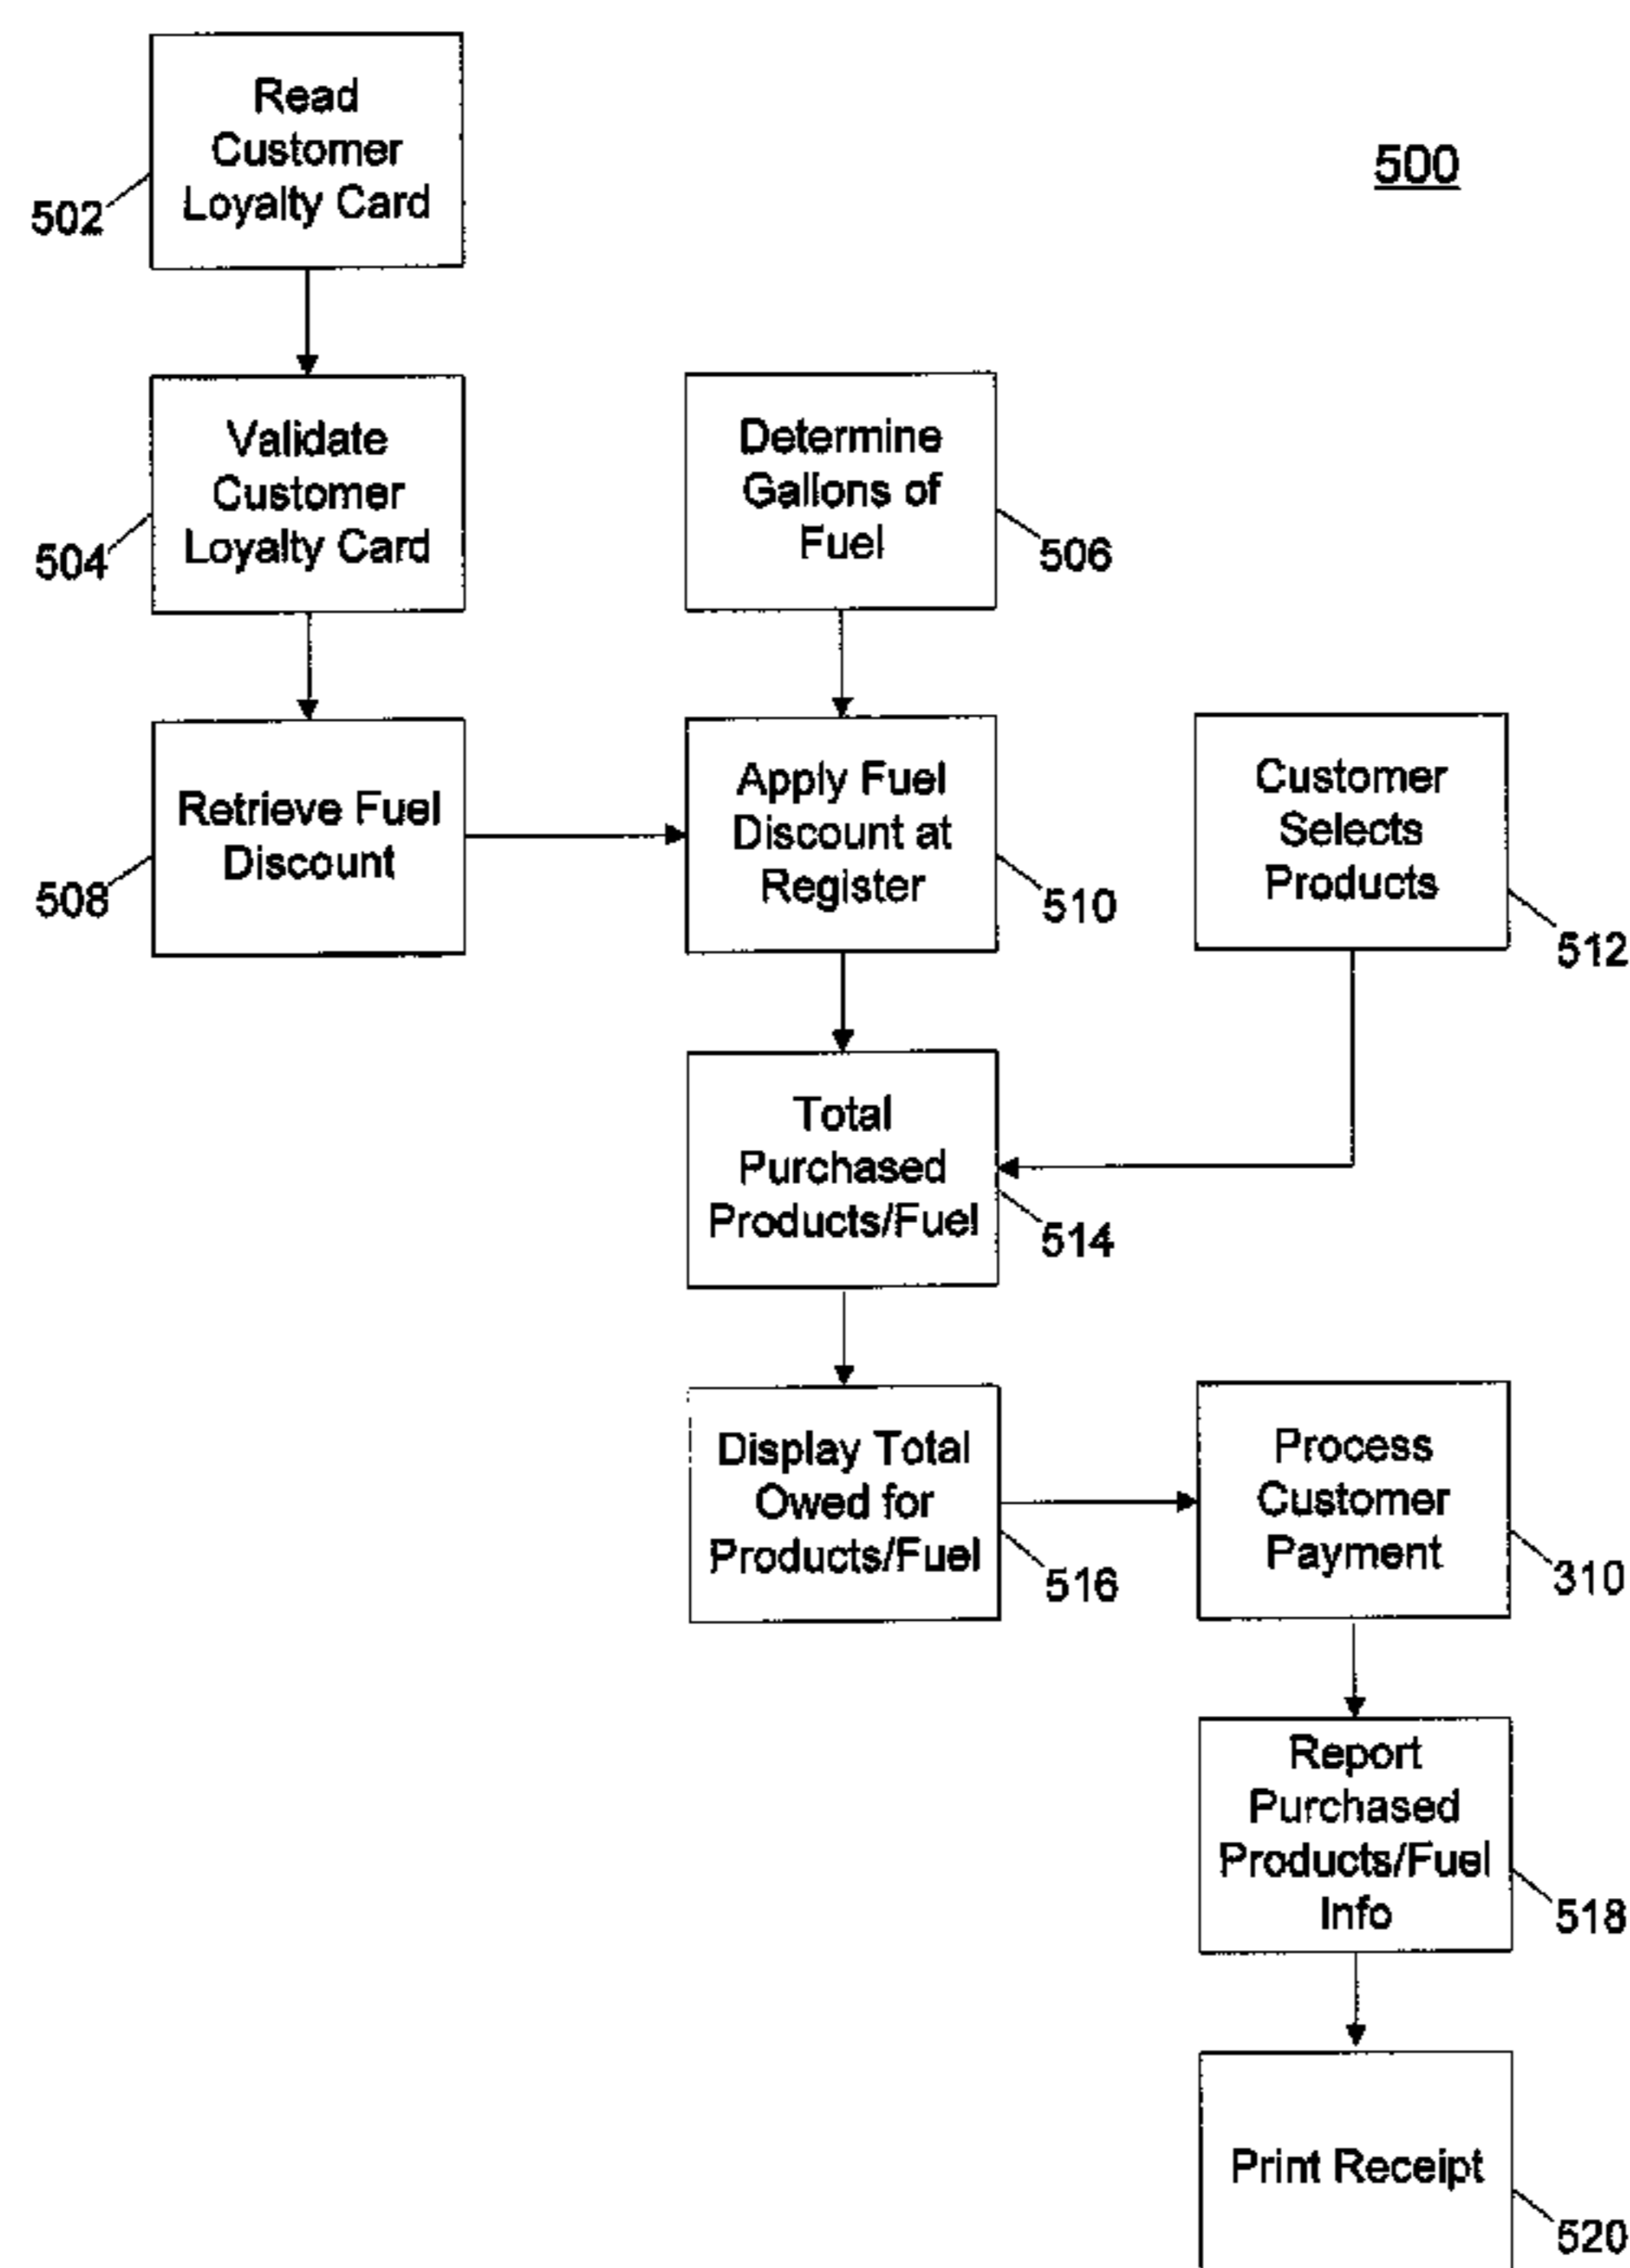 500
Read
Customer
Loyalty Card
502
Validate
Customer
Loyalty Card
504
Determine
Gallons of
Fuel
506
Retrieve Fuel
Discount
508
Apply Fuel
Discount at
Register
510
Customer
Selects
Products
512
Total
Purchased
Products/Fuel
514
Display Total
Owed for
Products/Fuel
516
Process
Customer
Payment
310
Report
Purchased
Products/Fuel
Info
518
Print Receipt
520